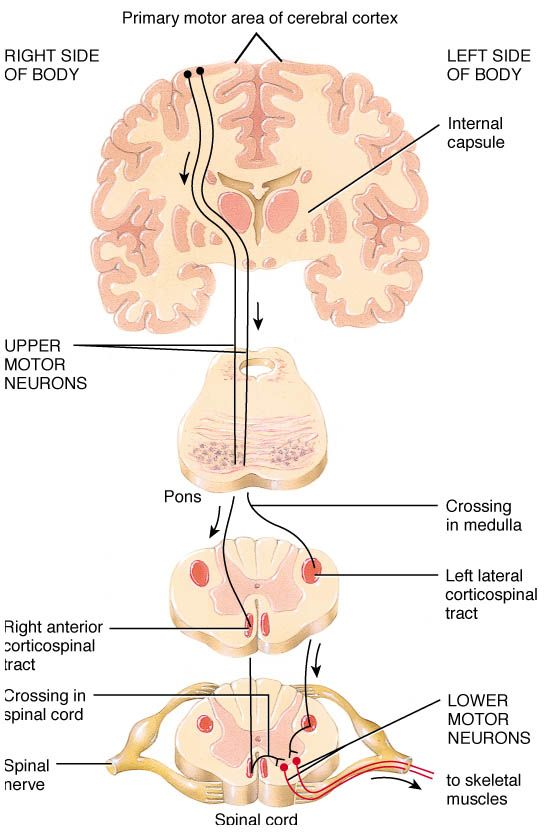 Primary motor area of cerebral cortex
RIGHT SIDE
OF BODY
LEFT SIDE
OF BODY
Internal
capsule
UPPER
MOTOR
NEURONS
Pons
Crossing
in medulla
Left lateral
corticospinal
tract
Right anterior
corticospinal
tract
Crossing in
spinal cord
LOWER
MOTOR
NEURONS
Spinal
nerve
to skeletal
muscles
Spinal cord